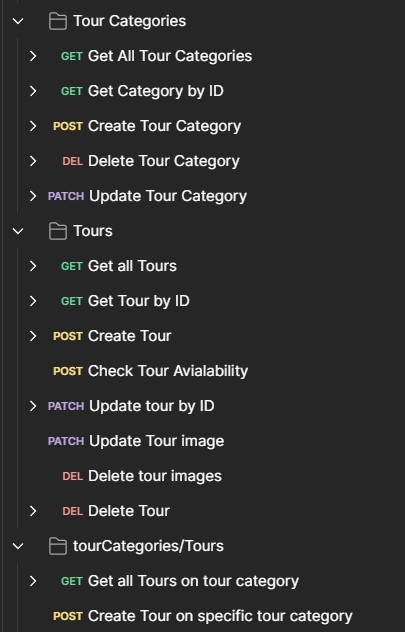 Tour Categories
GET Get All Tour Categories
GET Get Category by ID
POST Create Tour Category
DEL Delete Tour Category
PATCH Update Tour Category
Tours
GET Get all Tours
GET Get Tour by ID
POST Create Tour
POST Check Tour Avialability
PATCH Update tour by ID
PATCH Update Tour image
DEL Delete tour images
DEL Delete Tour
tourCategories/Tours
GET Get all Tours on tour category
POST Create Tour on specific tour category